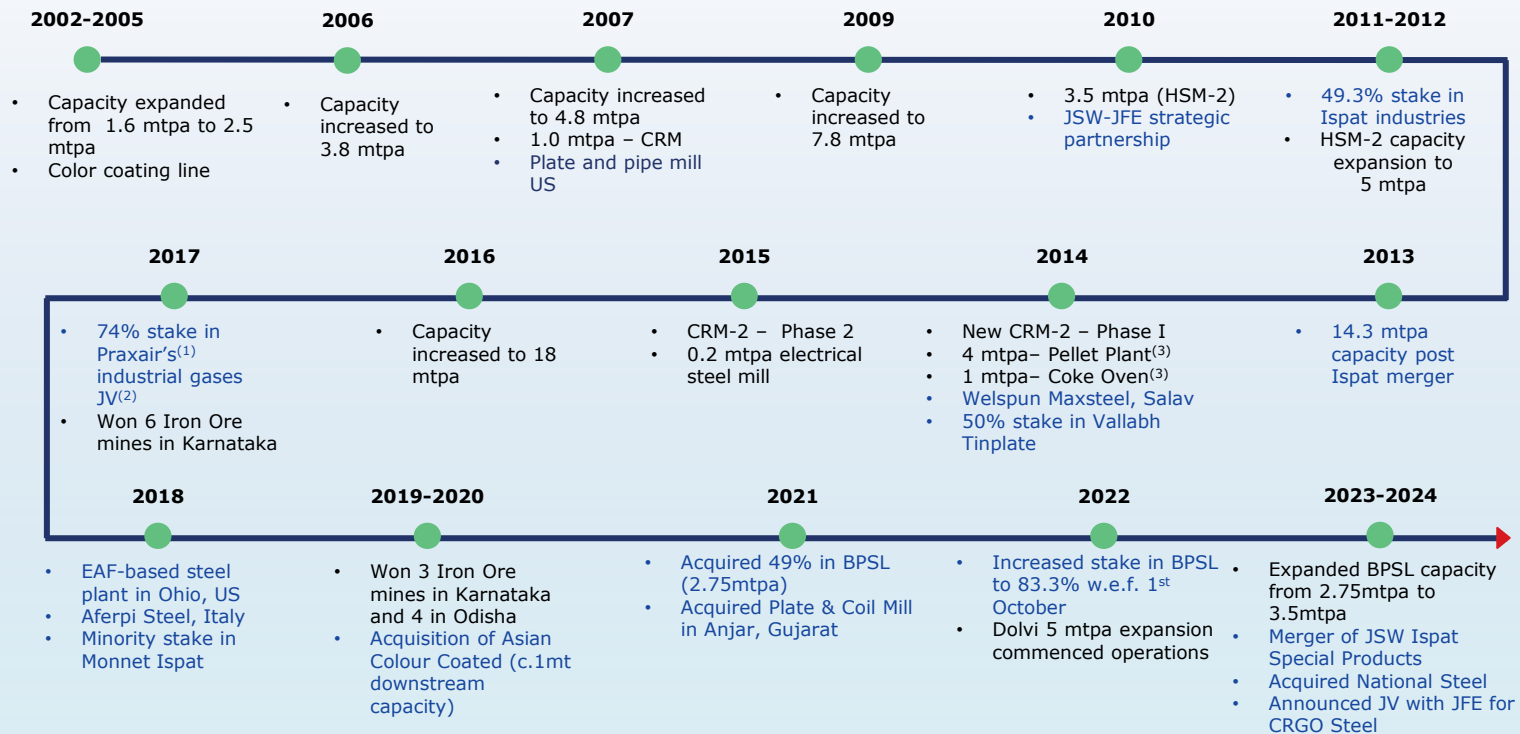 2002-2005
• Capacity expanded
from 1.6 mtpa to 2.5
mtpa
• Color coating line
2006
• Capacity
increased to
3.8 mtpa
2007
• Capacity increased
to 4.8 mtpa
• 1.0 mtpa – CRM
• Plate and pipe mill
US
2009
• Capacity
increased to
7.8 mtpa
2010
• 3.5 mtpa (HSM-2)
• JSW-JFE strategic
partnership
2011-2012
• 49.3% stake in
Ispat industries
• HSM-2 capacity
expansion to
5 mtpa
2017
• 74% stake in
Praxair's(1)
industrial gases
JV(2)
• Won 6 Iron Ore
mines in Karnataka
2016
• Capacity
increased to 18
mtpa
2015
• CRM-2 – Phase 2
• 0.2 mtpa electrical
steel mill
2014
• New CRM-2 – Phase I
• 4 mtpa– Pellet Plant(3)
• 1 mtpa– Coke Oven(3)
• Welspun Maxsteel, Salav
• 50% stake in Vallabh
Tinplate
2013
• 14.3 mtpa
capacity post
Ispat merger
2018
• EAF-based steel
plant in Ohio, US
• Aferpi Steel, Italy
• Minority stake in
Monnet Ispat
2019-2020
• Won 3 Iron Ore
mines in Karnataka
and 4 in Odisha
• Acquisition of Asian
Colour Coated (c.1mt
downstream
capacity)
2021
• Acquired 49% in BPSL
(2.75mtpa)
• Acquired Plate & Coil Mill
in Anjar, Gujarat
2022
• Increased stake in BPSL
to 83.3% w.e.f. 1st
October
• Dolvi 5 mtpa expansion
commenced operations
2023-2024
• Expanded BPSL capacity
from 2.75mtpa to
3.5mtpa
• Merger of JSW Ispat
Special Products
• Acquired National Steel
• Announced JV with JFE for
CRGO Steel